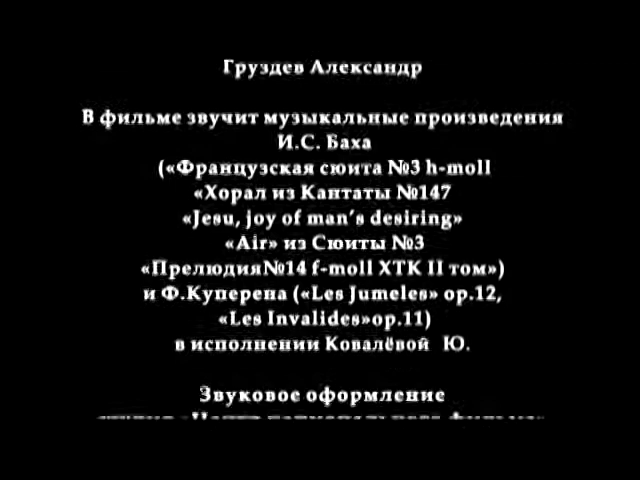 Груздев Александр
В фильме звучит музыкальные произведения
И.С. Баха
(«Французская сюита №3 h-moll
«Хорал из Кантаты №147
«Jesu, joy of man's desiring»
«Air» из Сюиты №3
«Прелюдия№14 f-moll ХТК II том»)
и Ф.Куперена («Les Jumeles» op.12,
«Les Invalides»op.11)
в исполнении Ковалёвой Ю.
Звуковое оформление